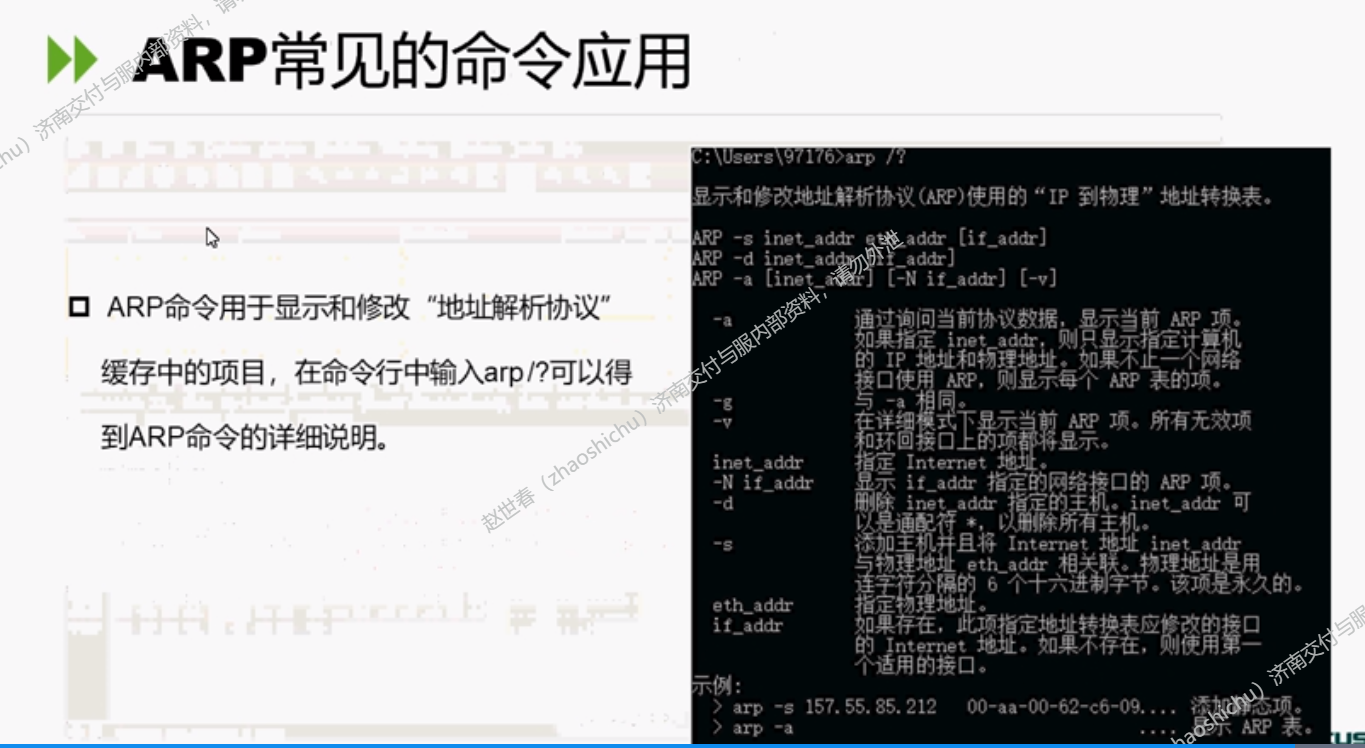 ARP常见的命令应用
ARP命令用于显示和修改“地址解析协议”
缓存中的项目，在命令行中输入arp/?可以得
到ARP命令的详细说明。
C:\Users\97176>arp /?
显示和修改地址解析协议(ARP)使用的“IP 到物理”地址转换表。
ARP -s inet_addr eth_addr [if_addr]
ARP -d inet_addr [if_addr]
ARP -a [inet_addr] [-N if_addr] [-v]
-a 通过询问当前协议数据，显示当前 ARP 项。
如果指定 inet_addr，则只显示指定计算机
的 IP 地址和物理地址。如果不止一个网络
接口使用 ARP，则显示每个 ARP 表的项。
-g 与 -a 相同。
-v 在详细模式下显示当前 ARP 项。所有无效项
和环回接口上的项都将显示。
inet_addr 指定 Internet 地址。
-N if_addr 显示 if_addr 指定的网络接口的 ARP 项。
-d 删除 inet_addr 指定的主机。inet_addr 可
以是通配符 *，以删除所有主机。
-s 添加主机并且将 Internet 地址 inet_addr
与物理地址 eth_addr 相关联。物理地址是用
连字符分隔的 6 个十六进制字节。该项是永久的。
eth_addr 指定物理地址。
if_addr 如果存在，此项指定地址转换表应修改的接口
的 Internet 地址。如果不存在，则使用第一
个适用的接口。
示例:
> arp -s 157.55.85.212 00-aa-00-62-c6-09.... 添加静态项。
> arp -a .... 显示 ARP 表。
赵世春（zhaoshichu）济南交付与服内部资料，请勿外泄
hu）济南交付与服内部资料，请
haoshichu）济南交付与服